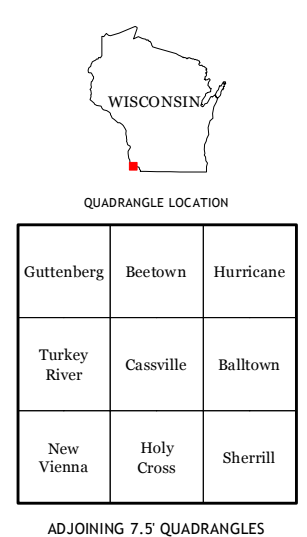 WISCONSIN
QUADRANGLE LOCATION
Guttenberg Beetown Hurricane
Turkey
River
Cassville
Balltown
New
Vienna
Holy
Cross
Sherrill
ADJOINING 7.5' QUADRANGLES